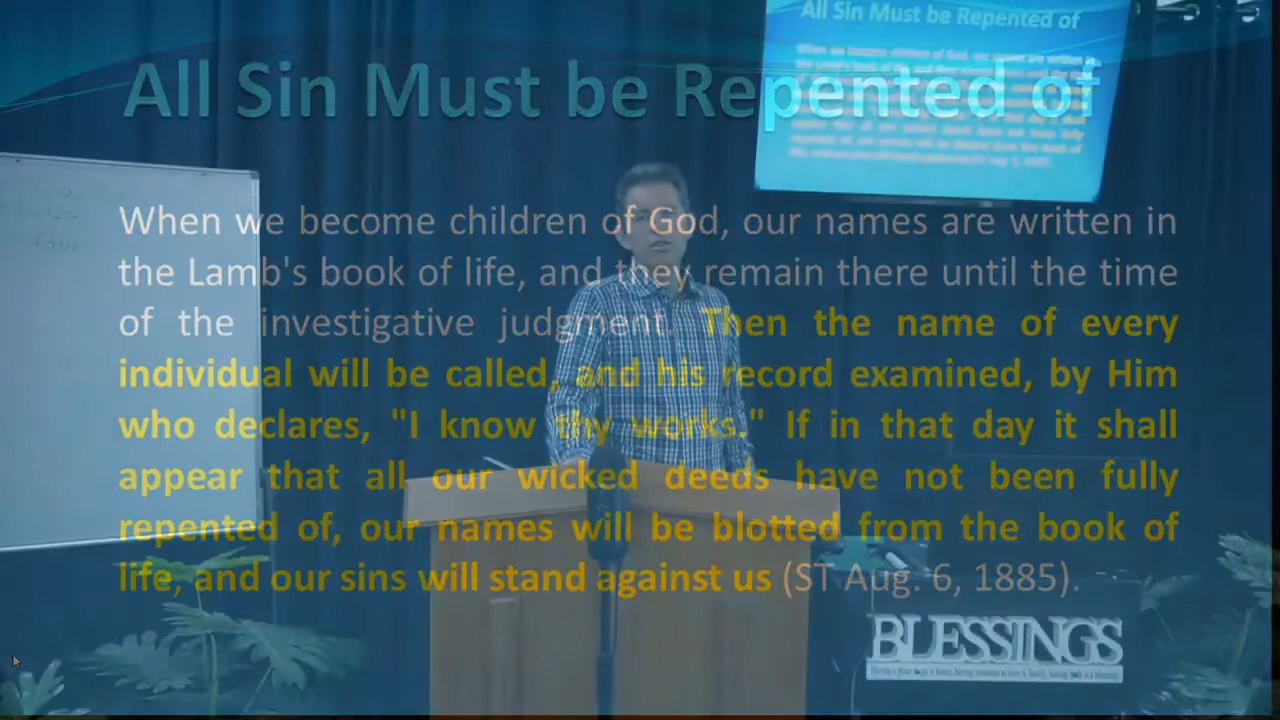 All Sin Must be Repented of
All Sin Must be Repented of
When we become children of God, our names are written in
the Lamb's book of life, and they remain there until the time
of the investigative judgment. Then the name of every
individual will be called, and his record examined, by Him
who declares, "I know thy works." If in that day it shall
appear that all our wicked deeds have not been fully
repented of, our names will be blotted from the book of
life, and our sins will stand against us (ST Aug. 6, 1885).
BLESSINGS